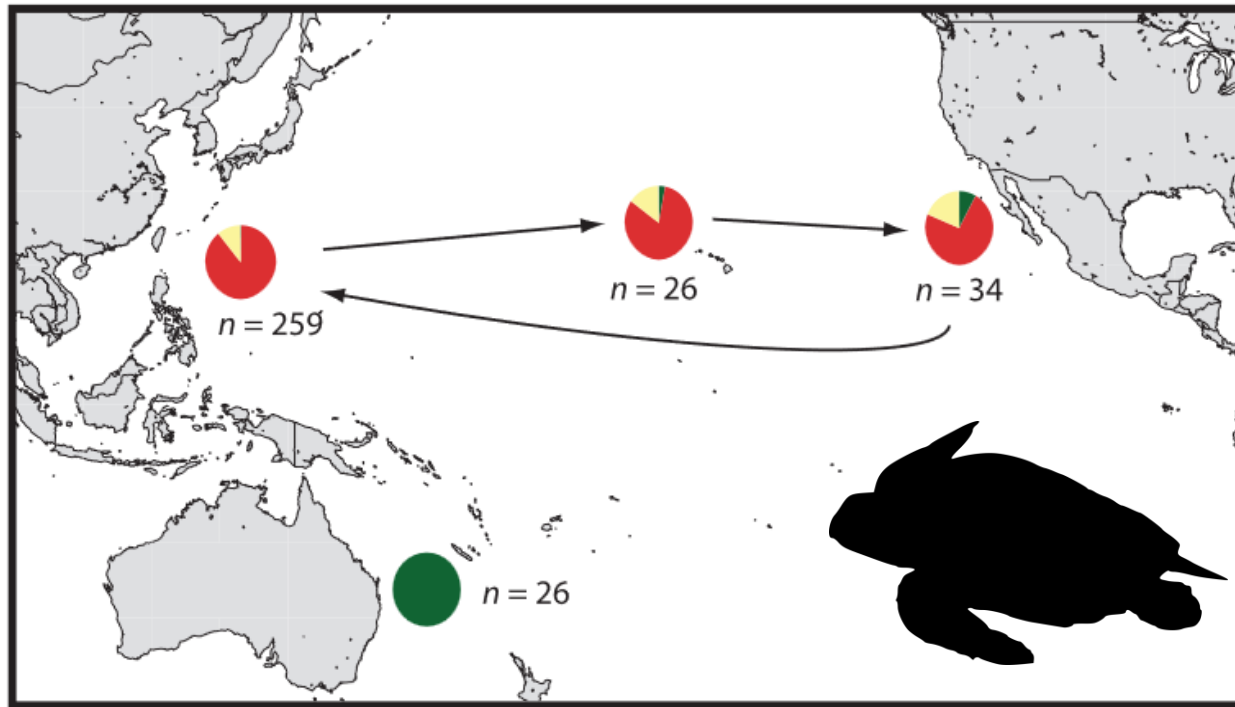 n = 26
n = 34
n = 259
n = 26